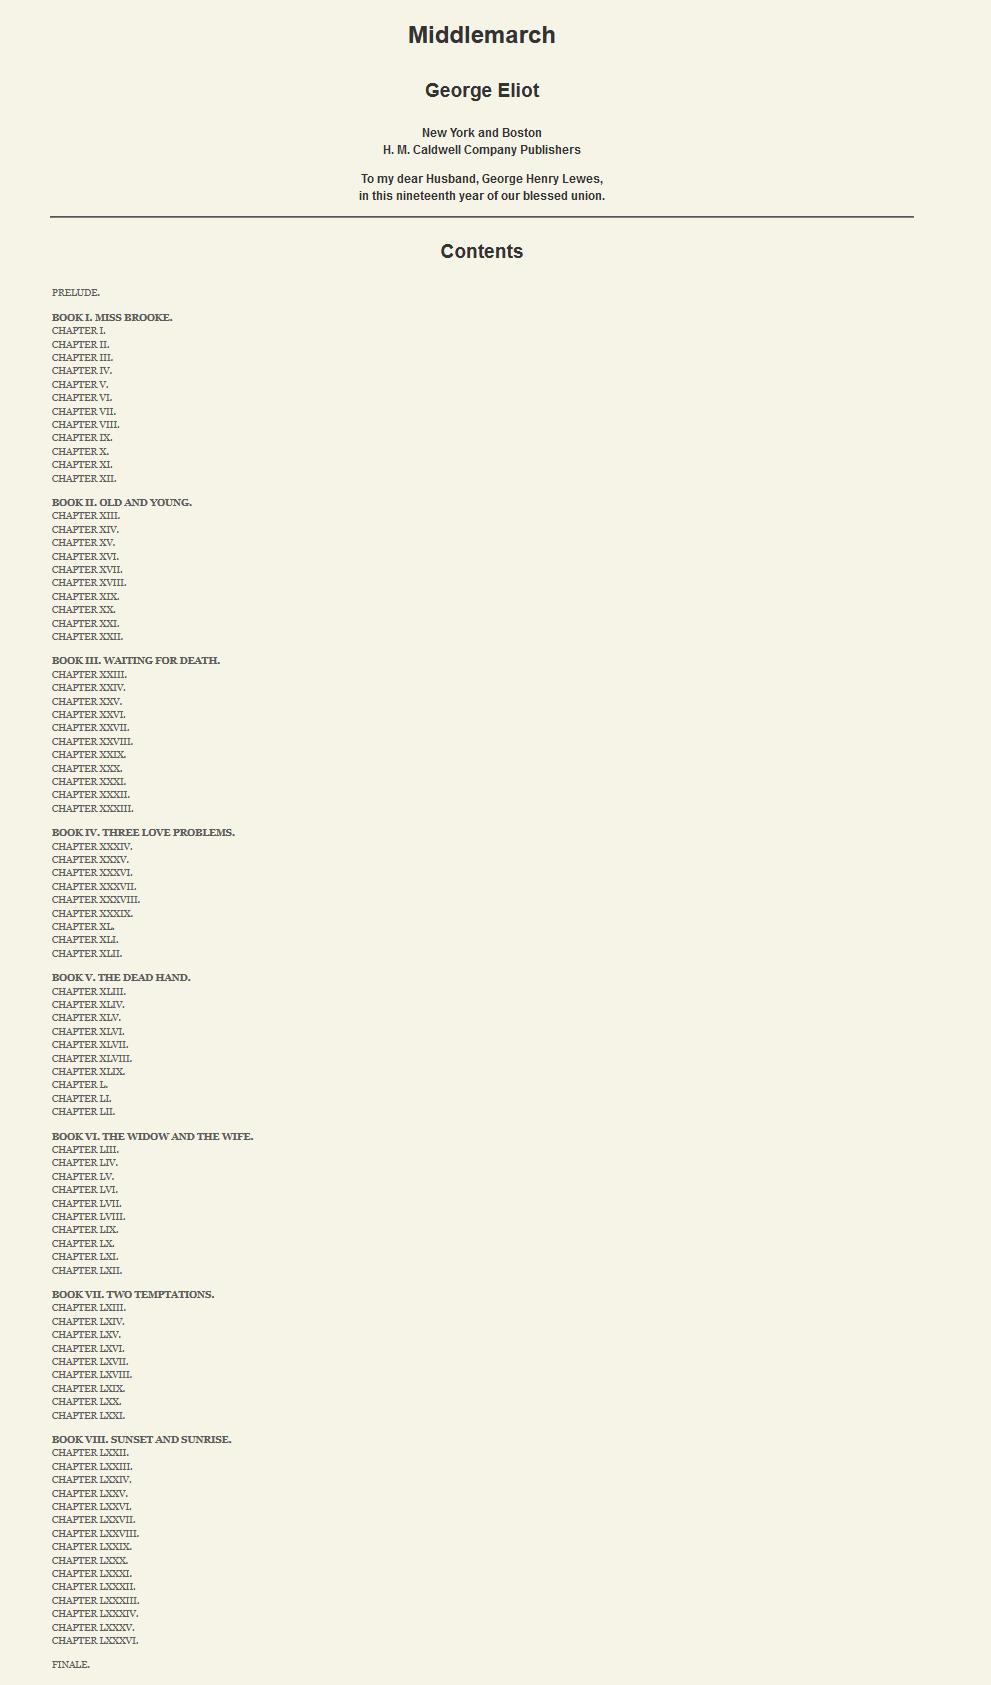 Middlemarch
George Eliot
New York and Boston
H. M. Caldwell Company Publishers
To my dear Husband, George Henry Lewes,
in this nineteenth year of our blessed union.
Contents
PRELUDE.
BOOK I. MISS BROOKE.
CHAPTER I.
CHAPTER II.
CHAPTER III.
CHAPTER IV.
CHAPTER V.
CHAPTER VI.
CHAPTER VII.
CHAPTER VIII.
CHAPTER IX.
CHAPTER X.
CHAPTER XI.
CHAPTER XII.
BOOK II. OLD AND YOUNG.
CHAPTER XIII.
CHAPTER XIV.
CHAPTER XV.
CHAPTER XVI.
CHAPTER XVII.
CHAPTER XVIII.
CHAPTER XIX.
CHAPTER XX.
CHAPTER XXI.
CHAPTER XXII.
BOOK III. WAITING FOR DEATH.
CHAPTER XXIII.
CHAPTER XXIV.
CHAPTER XXV.
CHAPTER XXVI.
CHAPTER XXVII.
CHAPTER XXVIII.
CHAPTER XXIX.
CHAPTER XXX.
CHAPTER XXXI.
CHAPTER XXXII.
CHAPTER XXXIII.
BOOK IV. THREE LOVE PROBLEMS.
CHAPTER XXXIV.
CHAPTER XXXV.
CHAPTER XXXVI.
CHAPTER XXXVII.
CHAPTER XXXVIII.
CHAPTER XXXIX.
CHAPTER XL.
CHAPTER XLI.
CHAPTER XLII.
BOOK V. THE DEAD HAND.
CHAPTER XLIII.
CHAPTER XLIV.
CHAPTER XLV.
CHAPTER XLVI.
CHAPTER XLVII.
CHAPTER XLVIII.
CHAPTER XLIX.
CHAPTER L.
CHAPTER LI.
CHAPTER LII.
BOOK VI. THE WIDOW AND THE WIFE.
CHAPTER LIII.
CHAPTER LIV.
CHAPTER LV.
CHAPTER LVI.
CHAPTER LVII.
CHAPTER LVIII.
CHAPTER LIX.
CHAPTER LX.
CHAPTER LXI.
CHAPTER LXII.
BOOK VII. TWO TEMPTATIONS.
CHAPTER LXIII.
CHAPTER LXIV.
CHAPTER LXV.
CHAPTER LXVI.
CHAPTER LXVII.
CHAPTER LXVIII.
CHAPTER LXIX.
CHAPTER LXX.
CHAPTER LXXI.
BOOK VIII. SUNSET AND SUNRISE.
CHAPTER LXXII.
CHAPTER LXXIII.
CHAPTER LXXIV.
CHAPTER LXXV.
CHAPTER LXXVI.
CHAPTER LXXVII.
CHAPTER LXXVIII.
CHAPTER LXXIX.
CHAPTER LXXX.
CHAPTER LXXXI.
CHAPTER LXXXII.
CHAPTER LXXXIII.
CHAPTER LXXXIV.
CHAPTER LXXXV.
CHAPTER LXXXVI.
FINALE.